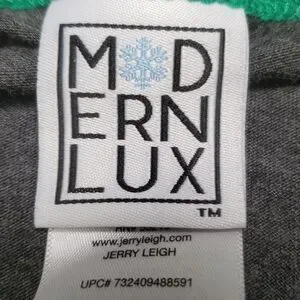 M D
ERN
LUX
TM
www.jerryleigh.com
JERRY LEIGH
UPC# 732409488591